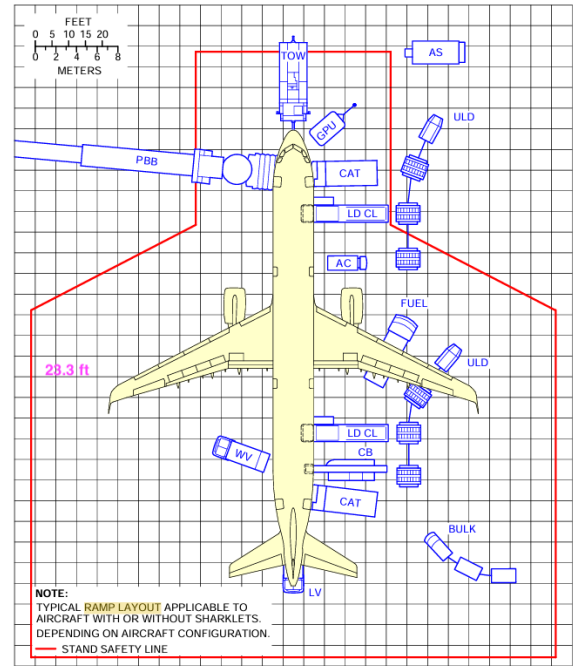 FEET
0 5 10 15 20
0 2 4 6 8
METERS
TOW
AS
GPU
ULD
PBB
CAT
LD CL
AC
FUEL
23.3 ft
ULD
LD CL
WV
CB
CAT
BULK
LV
NOTE:
TYPICAL RAMP LAYOUT APPLICABLE TO
AIRCRAFT WITH OR WITHOUT SHARKLETS.
DEPENDING ON AIRCRAFT CONFIGURATION.
STAND SAFETY LINE